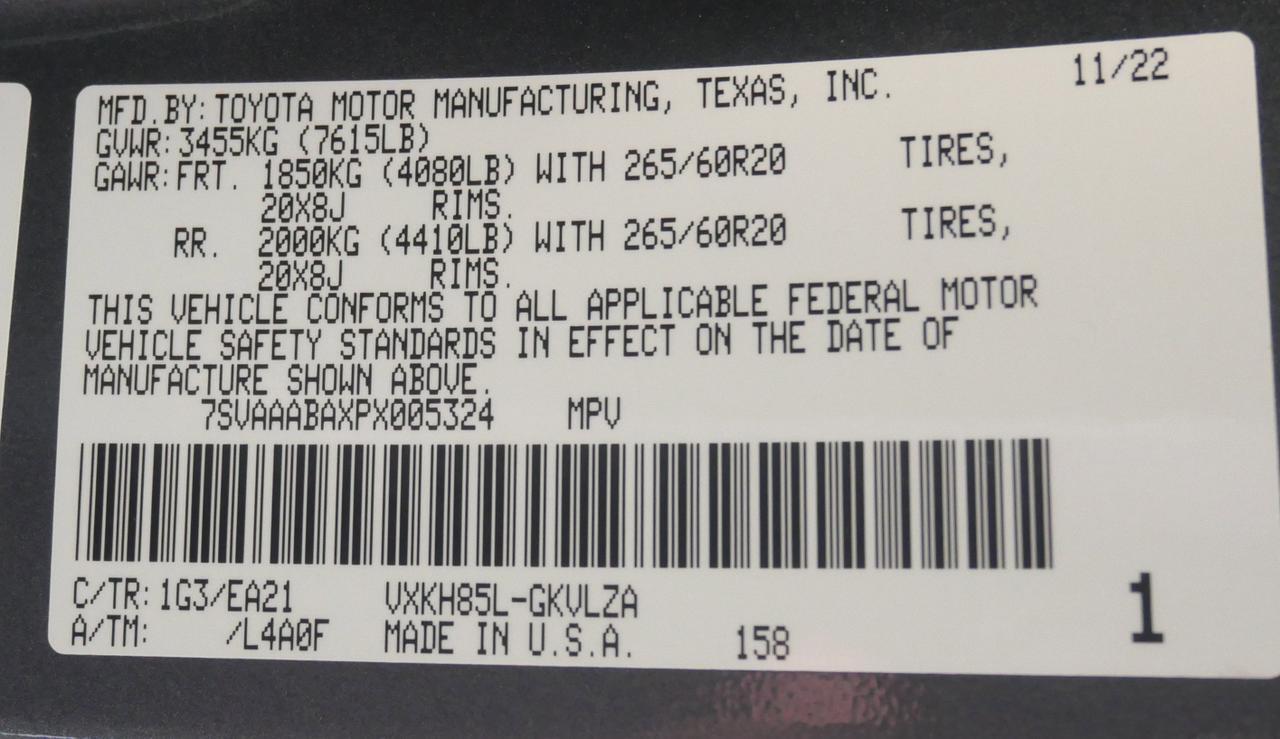 MFD.BY: TOYOTA MOTOR MANUFACTURING, TEXAS, INC. 11/22
GVWR: 3455KG (7615LB)
GAWR: FRT. 1850KG (4080LB) WITH 265/60R20 TIRES,
20X8J RIMS.
RR. 2000KG (4410LB) WITH 265/60R20 TIRES,
20X8J RIMS.
THIS VEHICLE CONFORMS TO ALL APPLICABLE FEDERAL MOTOR
VEHICLE SAFETY STANDARDS IN EFFECT ON THE DATE OF
MANUFACTURE SHOWN ABOVE.
7SVAAABAXPX005324 MPV
C/TR: 1G3/EA21 VXKH85L-GKVLZA
A/TM: /L4A0F MADE IN U.S.A. 158
1